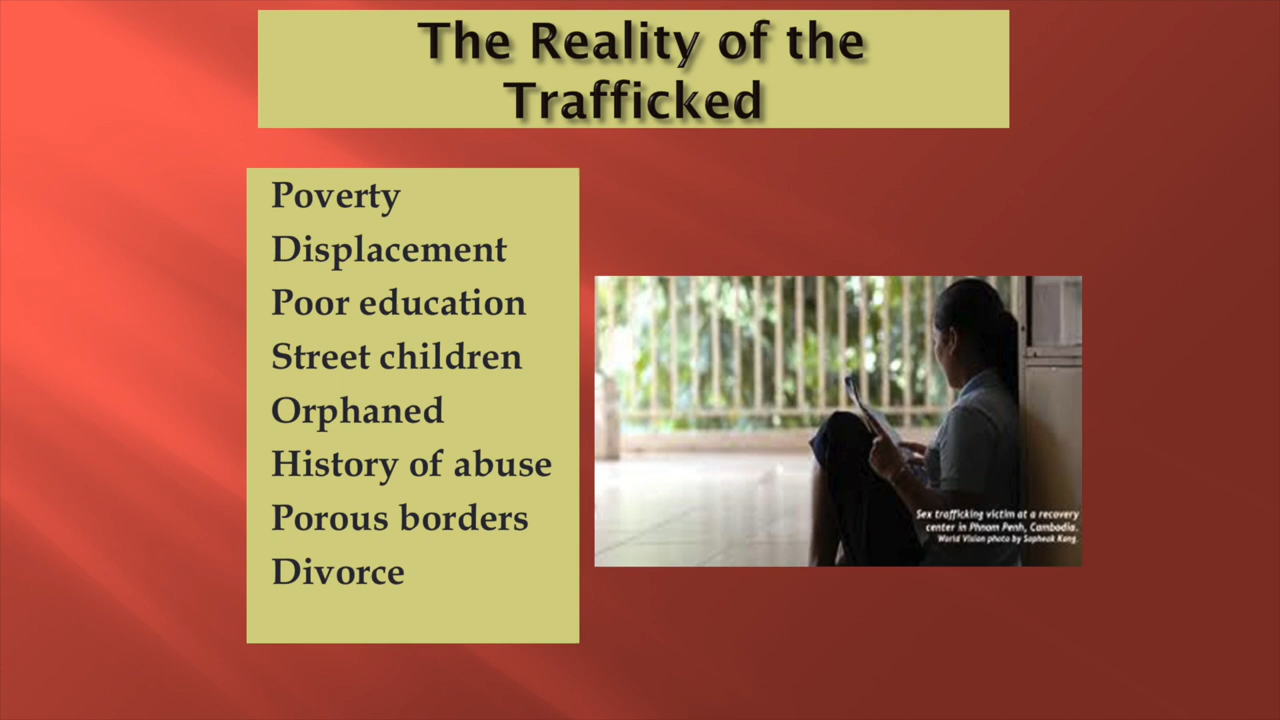 The Reality of the
Trafficked
Poverty
Displacement
Poor education
Street children
Orphaned
History of abuse
Porous borders
Divorce
Sex trafficking victim at a recovery
center in Phnom Penh, Cambodia.
World Vision photo by Sopheak Kong.